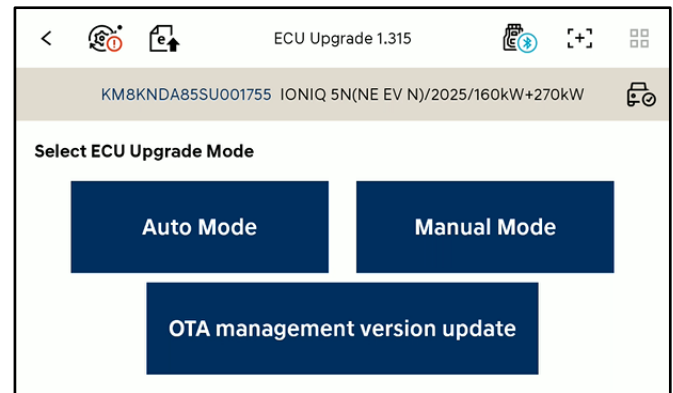 ECU Upgrade 1.315
KM8KNDA85SU001755 IONIQ 5N(NE EV N)/2025/160kW+270kW
Select ECU Upgrade Mode
Auto Mode
Manual Mode
OTA management version update